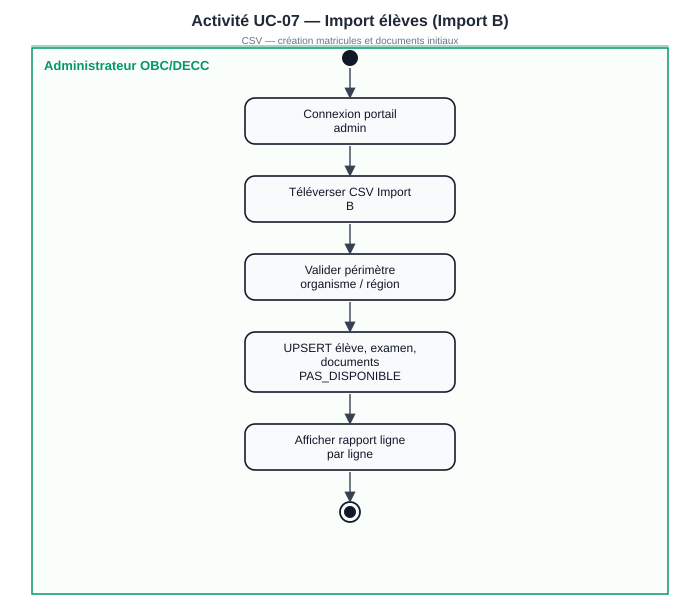 Activité UC-07 — Import élèves (Import B)
CSV — création matricules et documents initiaux
Administrateur OBC/DECC
Connexion portail
admin
Téléverser CSV Import
B
Valider périmètre
organisme / région
UPSERT élève, examen,
documents
PAS_DISPONIBLE
Afficher rapport ligne
par ligne